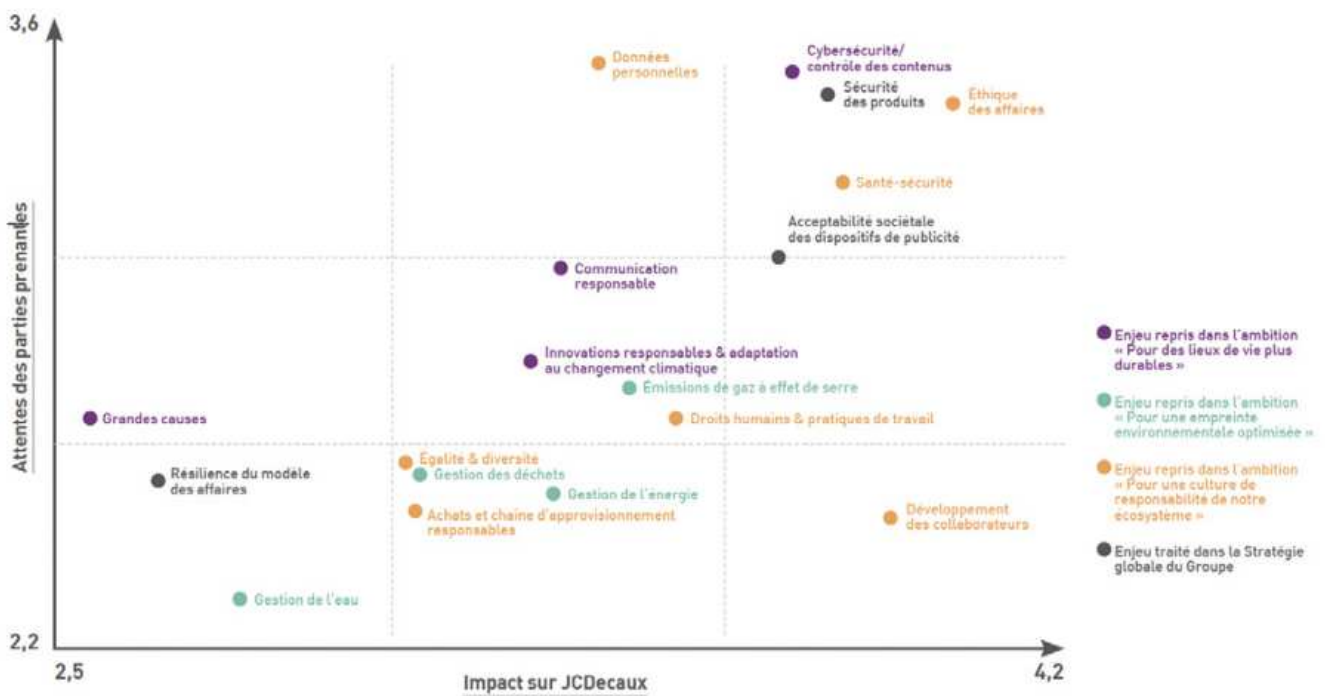 3,6
Données
personnelles
Cybersécurité/
contrôle des contenus
Sécurité
des produits
Éthique
des affaires
Santé-sécurité
Acceptabilité sociétale
des dispositifs de publicité
Communication
responsable
Innovations responsables & adaptation
au changement climatique
Émissions de gaz à effet de serre
Grandes causes
Droits humains & pratiques de travail
Égalité & diversité
Résilience du modèle
des affaires
Gestion des déchets
Gestion de l'énergie
Achats et chaîne d'approvisionnement
responsables
Développement
des collaborateurs
Gestion de l'eau
Attentes des parties prenantes
2,2
2,5
Impact sur JCDecaux
4,2
Enjeu repris dans l'ambition
« Pour des lieux de vie plus
durables »
Enjeu repris dans l'ambition
« Pour une empreinte
environnementale optimisée »
Enjeu repris dans l'ambition
« Pour une culture de
responsabilité de notre
écosystème »
Enjeu traité dans la Stratégie
globale du Groupe